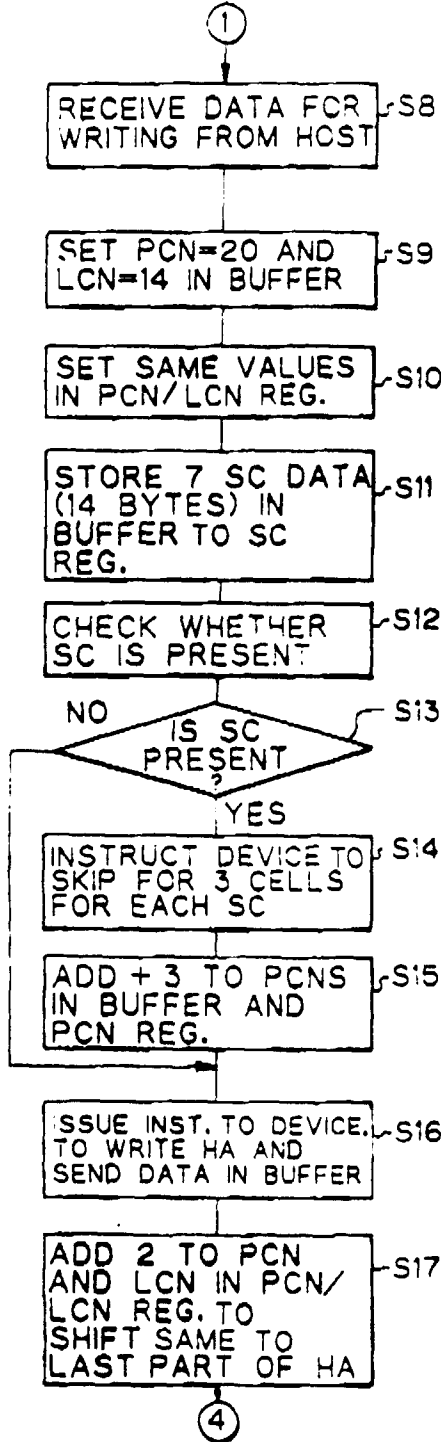 1
RECEIVE DATA FOR
WRITING FROM HOST
S8
SET PCN=20 AND
LCN=14 IN BUFFER
S9
SET SAME VALUES
IN PCN/LCN REG.
S10
STORE 7 SC DATA
(14 BYTES) IN
BUFFER TO SC
REG.
S11
CHECK WHETHER
SC IS PRESENT
S12
NO
IS SC
PRESENT
?
S13
YES
INSTRUCT DEVICE TO
SKIP FOR 3 CELLS
FOR EACH SC
S14
ADD +3 TO PCNS
IN BUFFER AND
PCN REG.
S15
ISSUE INST. TO DEVICE.
TO WRITE HA AND
SEND DATA IN BUFFER
S16
ADD 2 TO PCN
AND LCN IN PCN/
LCN REG. TO
SHIFT SAME TO
LAST PART OF HA
S17
4